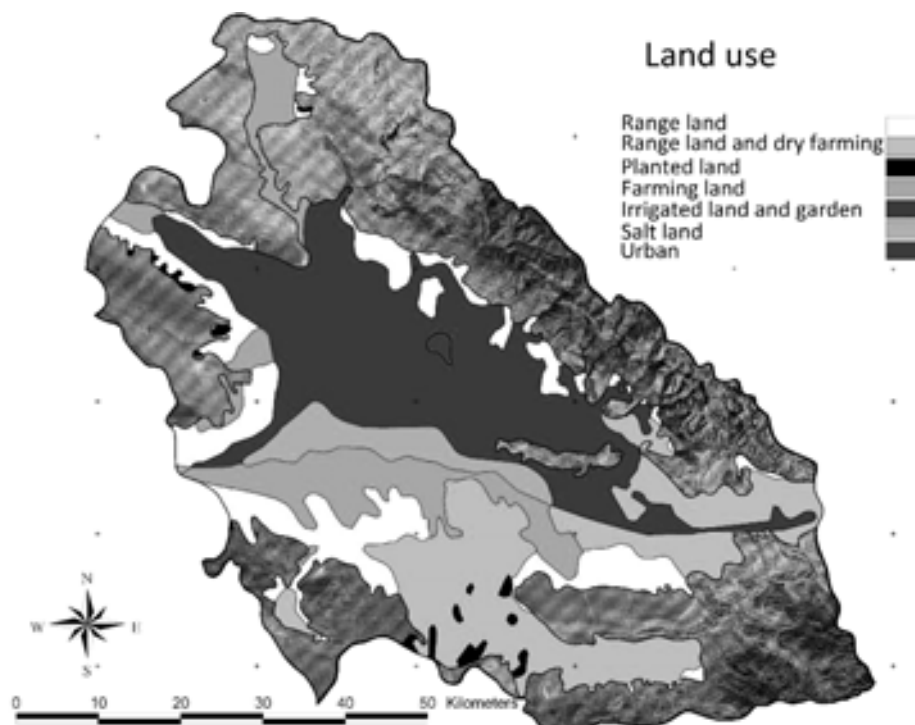 Land use
Range land
Range land and dry farming
Planted land
Farming land
Irrigated land and garden
Salt land
Urban
N
W E
S
0 10 20 30 40 50 Kilometers